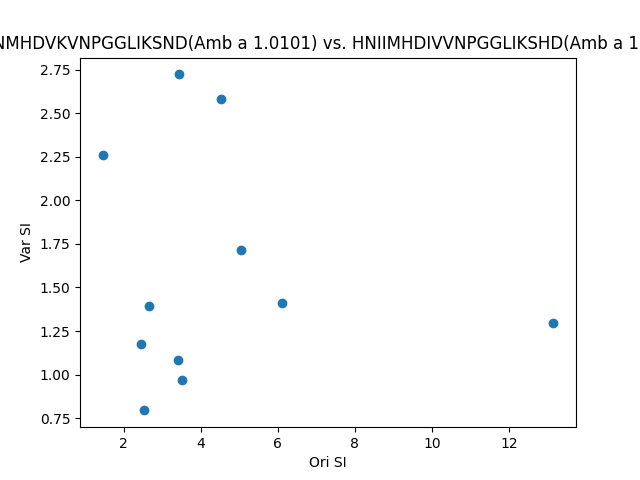 NMHDVKVNPGGLIKSND(Amb a 1.0101) vs. HNIIMHDIVVNPGGLIKSHD(Amb a 1
2.75
2.50
2.25
2.00
1.75
1.50
1.25
1.00
0.75
Var SI
2 4 6 8 10 12
Ori SI